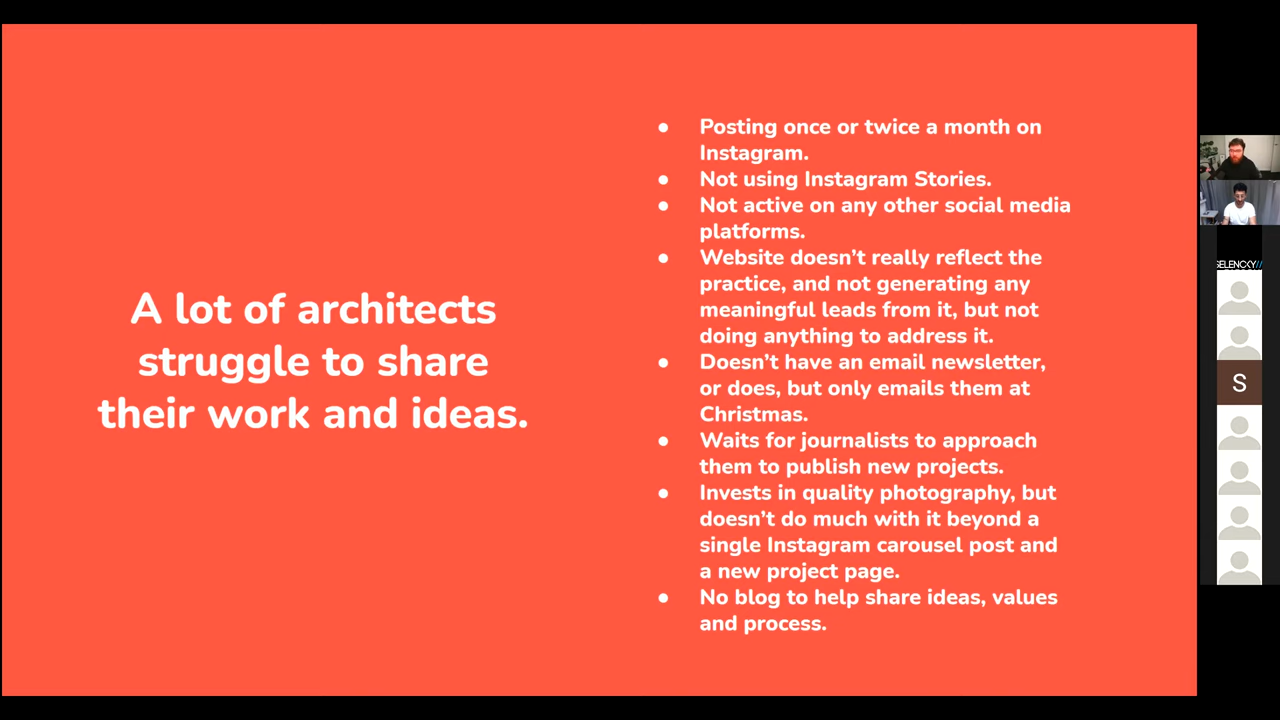 A lot of architects
struggle to share
their work and ideas.
● Posting once or twice a month on
Instagram.
● Not using Instagram Stories.
● Not active on any other social media
platforms.
● Website doesn’t really reflect the
practice, and not generating any
meaningful leads from it, but not
doing anything to address it.
● Doesn’t have an email newsletter,
or does, but only emails them at
Christmas.
● Waits for journalists to approach
them to publish new projects.
● Invests in quality photography, but
doesn’t do much with it beyond a
single Instagram carousel post and
a new project page.
● No blog to help share ideas, values
and process.
SELENCKY//
S